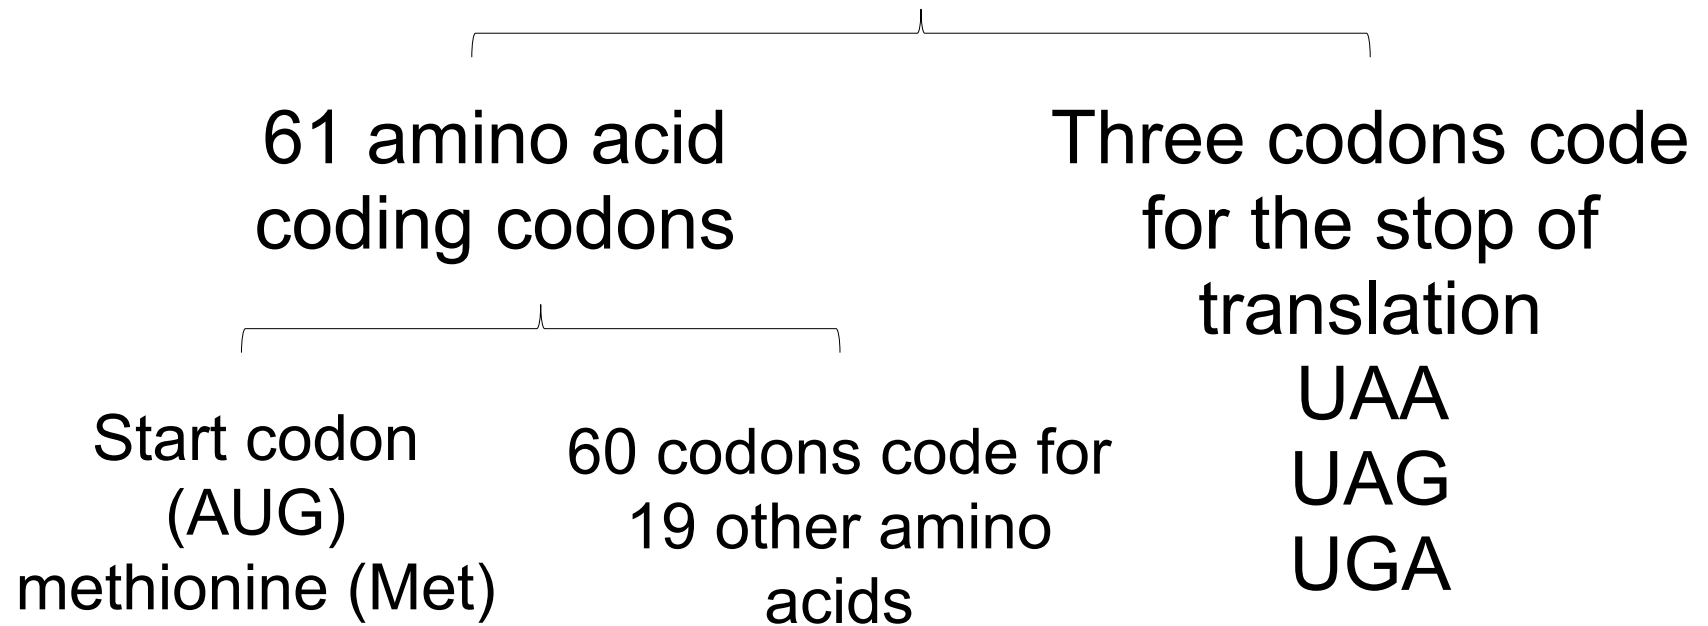 61 amino acid
coding codons
Three codons code
for the stop of
translation
UAA
UAG
UGA
Start codon
(AUG)
methionine (Met)
60 codons code for
19 other amino
acids